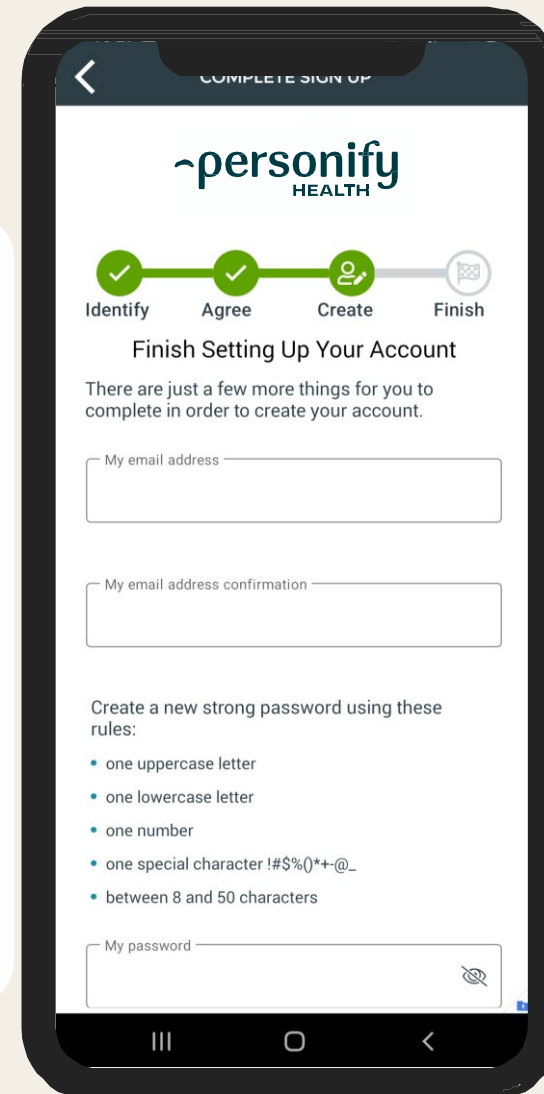 COMPLETE SIGN UP
personify
HEALTH
Identify Agree Create Finish
Finish Setting Up Your Account
There are just a few more things for you to
complete in order to create your account.
My email address
My email address confirmation
Create a new strong password using these
rules:
• one uppercase letter
• one lowercase letter
• one number
• one special character !#$%()*+-@_
• between 8 and 50 characters
My password